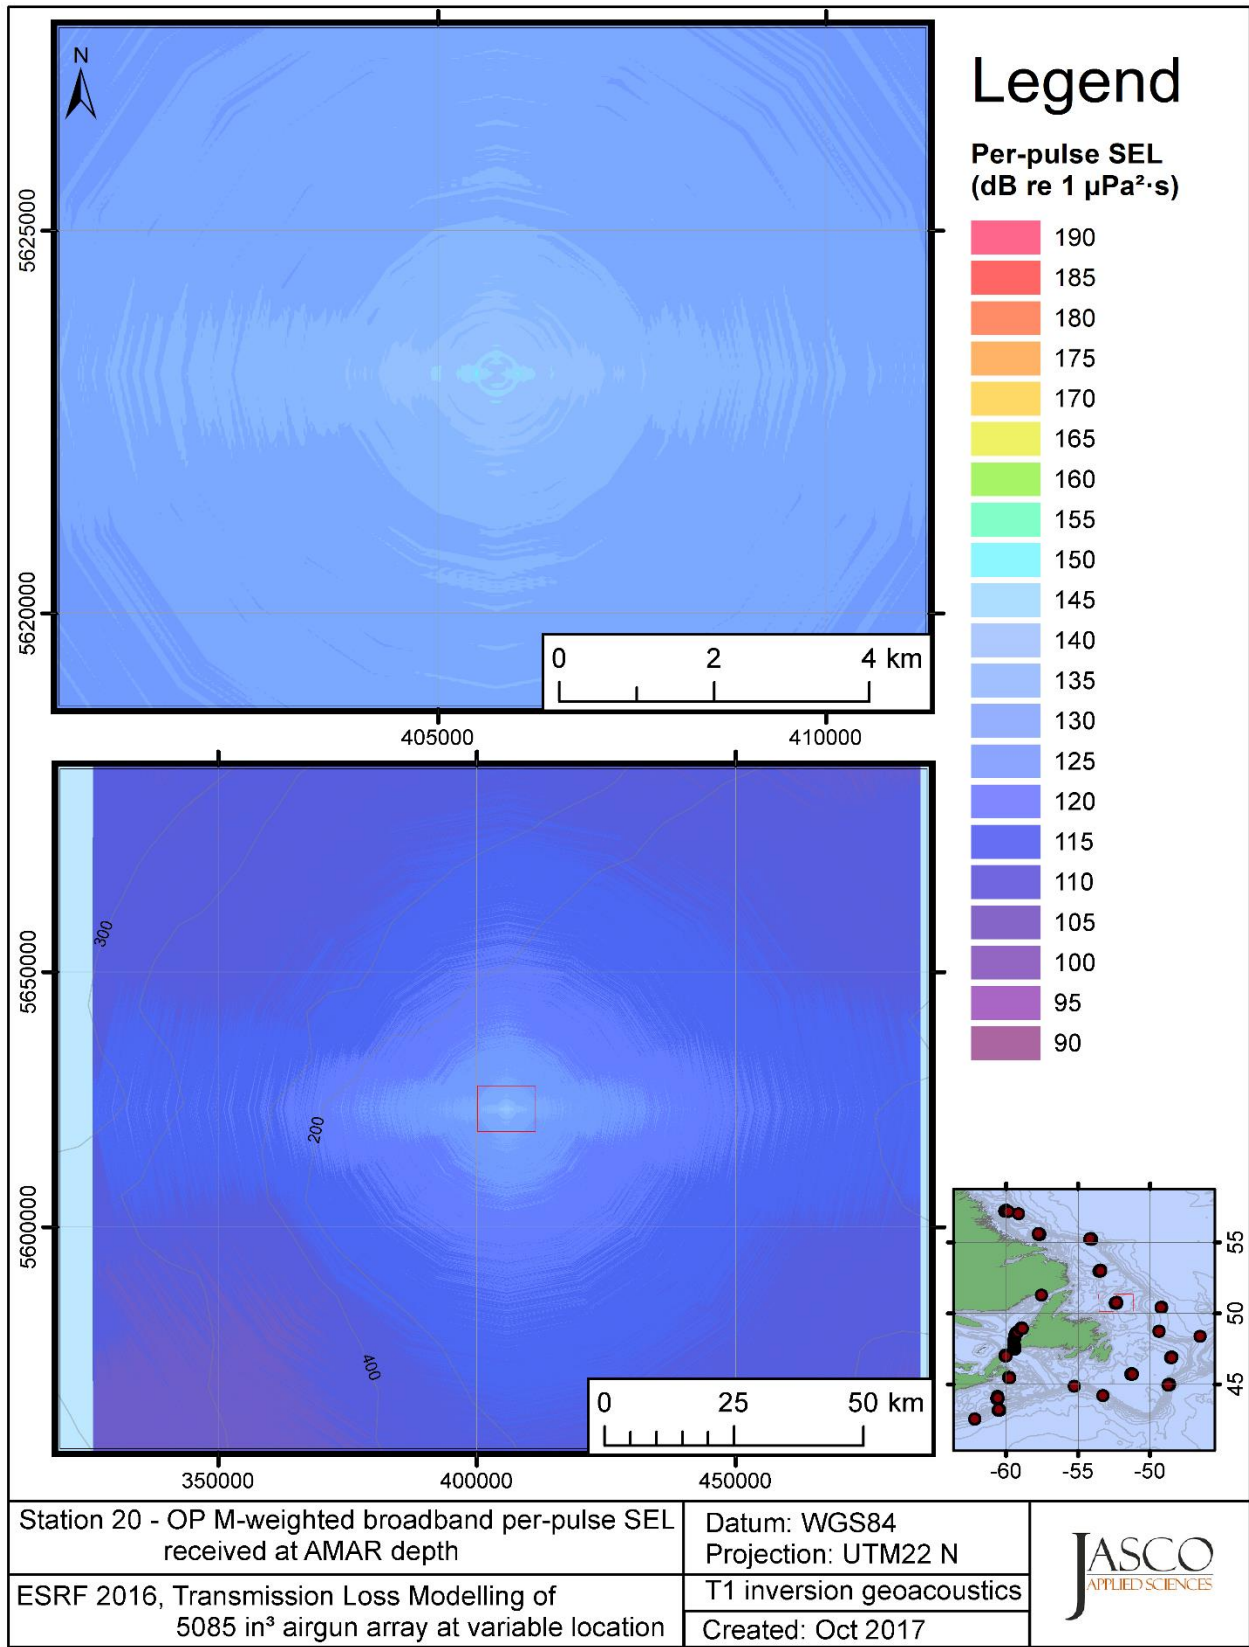 N
5625000
5620000
0 2 4 km
405000 410000
350000 400000 450000
5650000
5600000
300
200
400
0 25 50 km
350000 400000 450000
Legend
Per-pulse SEL
(dB re 1 µPa²·s)
190
185
180
175
170
165
160
155
150
145
140
135
130
125
120
115
110
105
100
95
90
55
50
45
-60 -55 -50
Station 20 - OP M-weighted broadband per-pulse SEL
received at AMAR depth
ESRF 2016, Transmission Loss Modelling of
5085 in³ airgun array at variable location
Datum: WGS84
Projection: UTM22 N
T1 inversion geoacoustics
Created: Oct 2017
JASCO
APPLIED SCIENCES